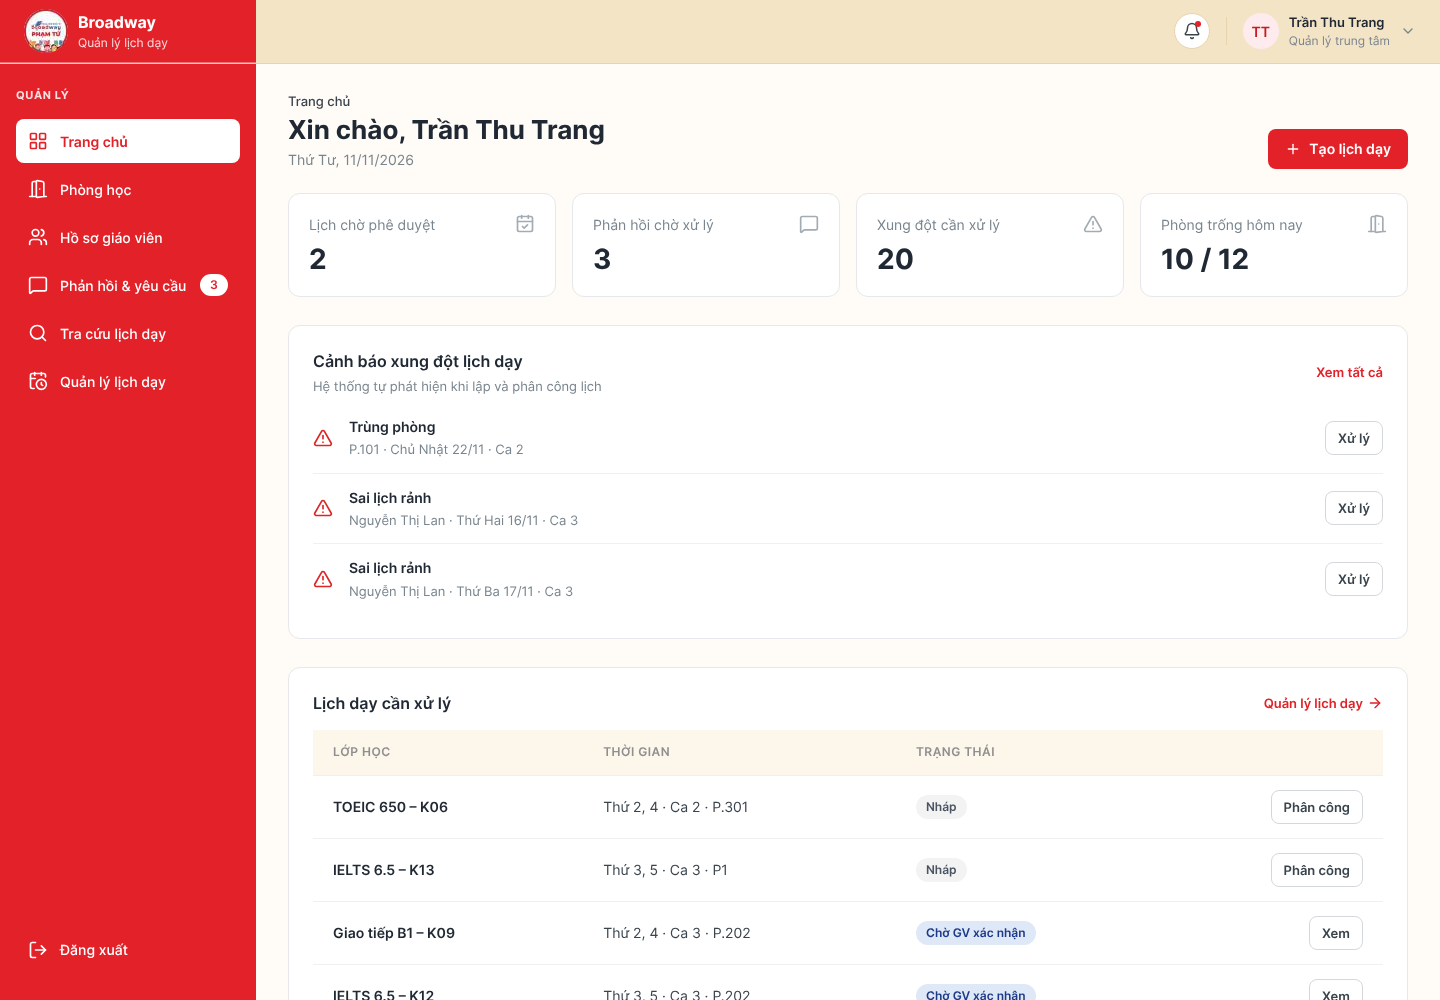 Broadway
PHẠM TỨ
Broadway
Quản lý lịch dạy
TT
Trần Thu Trang
Quản lý trung tâm
QUẢN LÝ
Trang chủ
Phòng học
Hồ sơ giáo viên
Phản hồi & yêu cầu
3
Tra cứu lịch dạy
Quản lý lịch dạy
Đăng xuất
Trang chủ
Xin chào, Trần Thu Trang
Thứ Tư, 11/11/2026
Tạo lịch dạy
Lịch chờ phê duyệt
2
Phản hồi chờ xử lý
3
Xung đột cần xử lý
20
Phòng trống hôm nay
10 / 12
Cảnh báo xung đột lịch dạy
Hệ thống tự phát hiện khi lập và phân công lịch
Xem tất cả
Trùng phòng
P.101 · Chủ Nhật 22/11 · Ca 2
Xử lý
Sai lịch rảnh
Nguyễn Thị Lan · Thứ Hai 16/11 · Ca 3
Xử lý
Sai lịch rảnh
Nguyễn Thị Lan · Thứ Ba 17/11 · Ca 3
Xử lý
Lịch dạy cần xử lý
Quản lý lịch dạy
LỚP HỌC THỜI GIAN TRẠNG THÁI
TOEIC 650 – K06 Thứ 2, 4 · Ca 2 · P.301 Nháp Phân công
IELTS 6.5 – K13 Thứ 3, 5 · Ca 3 · P1 Nháp Phân công
Giao tiếp B1 – K09 Thứ 2, 4 · Ca 3 · P.202 Chờ GV xác nhận Xem
IELTS 6.5 – K12 Thứ 3, 5 · Ca 3 · P.202 Chờ GV xác nhận Xem